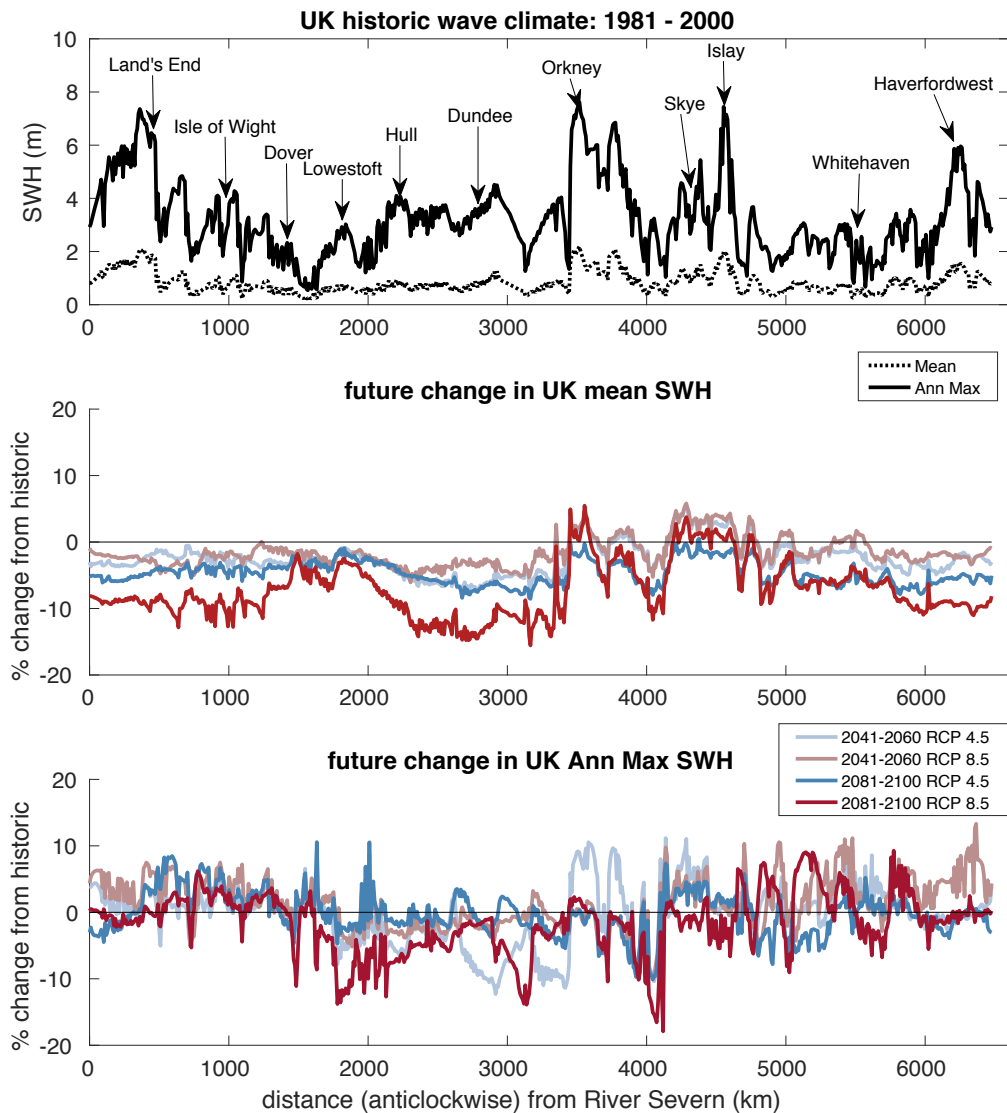 UK historic wave climate: 1981 - 2000
10
8
6
4
2
0
SWH (m)
Land's End
Isle of Wight
Dover
Lowestoft
Hull
Dundee
Orkney
Skye
Islay
Whitehaven
Haverfordwest
0 1000 2000 3000 4000 5000 6000
Mean
Ann Max
future change in UK mean SWH
20
10
0
-10
-20
% change from historic
0 1000 2000 3000 4000 5000 6000
2041-2060 RCP 4.5
2041-2060 RCP 8.5
2081-2100 RCP 4.5
2081-2100 RCP 8.5
future change in UK Ann Max SWH
20
10
0
-10
-20
% change from historic
0 1000 2000 3000 4000 5000 6000
distance (anticlockwise) from River Severn (km)